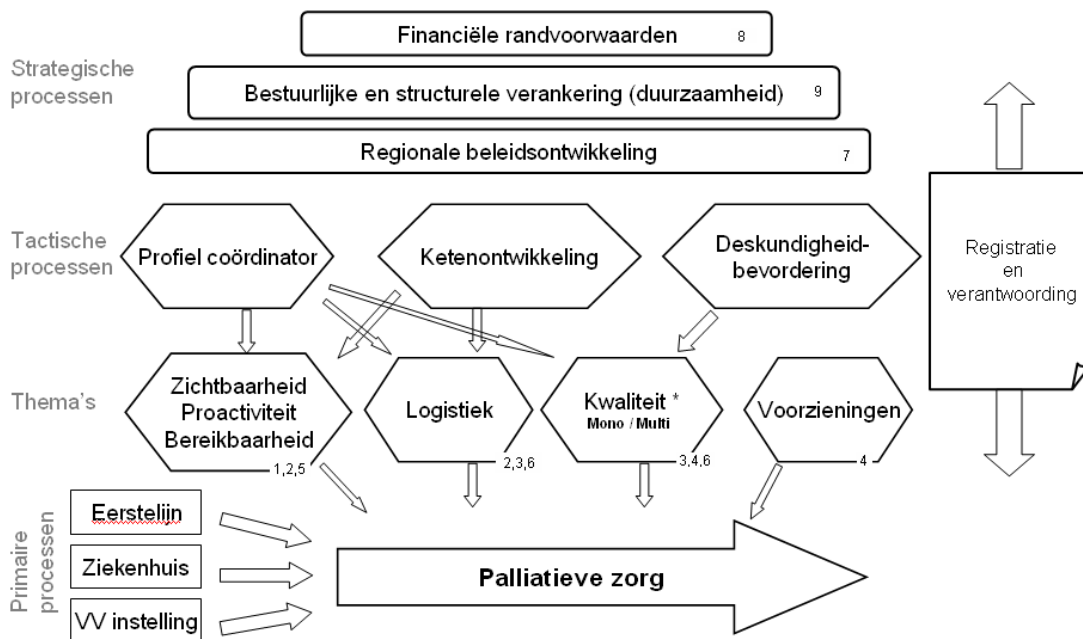 Financiële randvoorwaarden 8
Strategische
processen
Bestuurlijke en structurele verankering (duurzaamheid) 9
Regionale beleidsontwikkeling 7
Tactische
processen
Profiel coördinator
Ketenontwikkeling
Deskundigheid-
bevordering
Registratie
en
verantwoording
Thema's
Zichtbaarheid
Proactiviteit
Bereikbaarheid
1,2,5
Logistiek
2,3,6
Kwaliteit *
Mono / Multi
3,4,6
Voorzieningen
4
Primaire
processen
Eerstelijn
Ziekenhuis
VV instelling
Palliatieve zorg